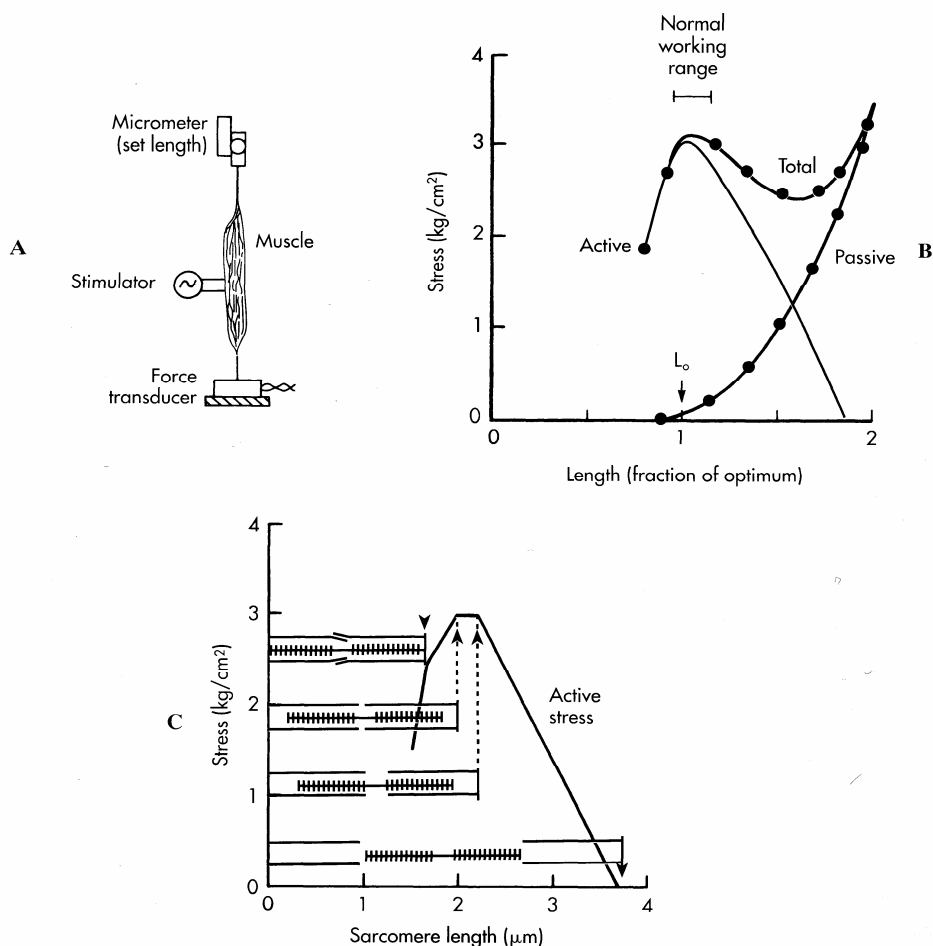 A
Micrometer
(set length)
Muscle
Stimulator
Force
transducer
B
Normal
working
range
4
3
2
1
0
Stress (kg/cm²)
Active
Total
Passive
Lo
0
1
2
Length (fraction of optimum)
C
4
3
2
1
0
Stress (kg/cm²)
Active
stress
0
1
2
3
4
Sarcomere length (μm)